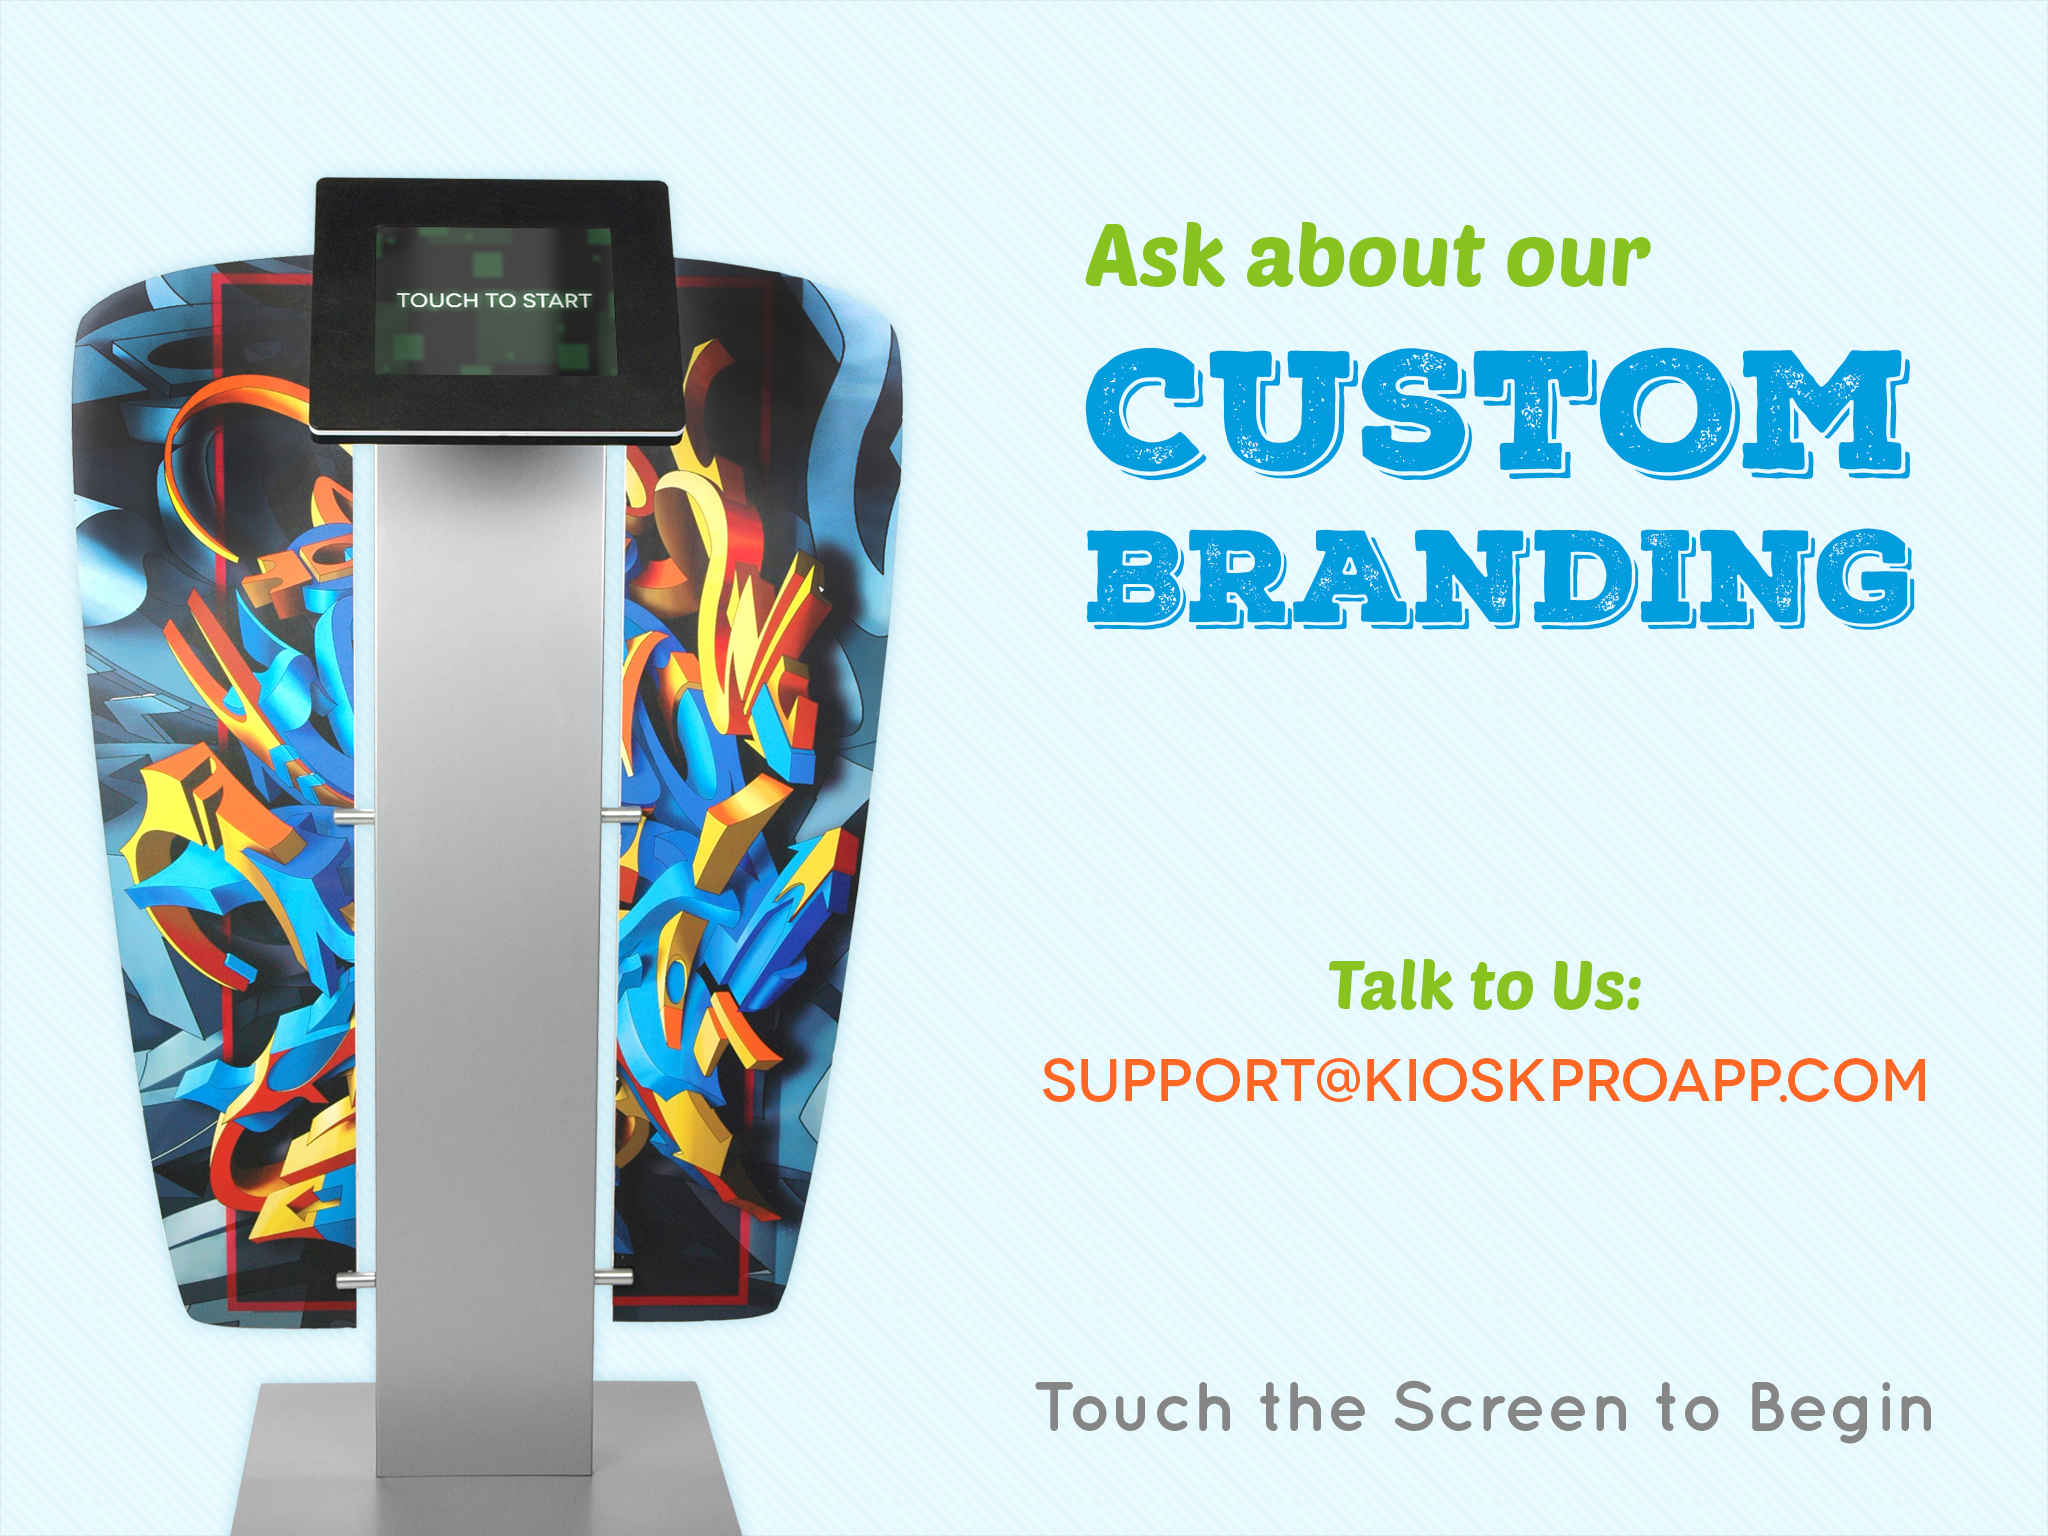 TOUCH TO START
Ask about our
CUSTOM
BRANDING
Talk to Us:
SUPPORT@KIOSKPROAPP.COM
Touch the Screen to Begin